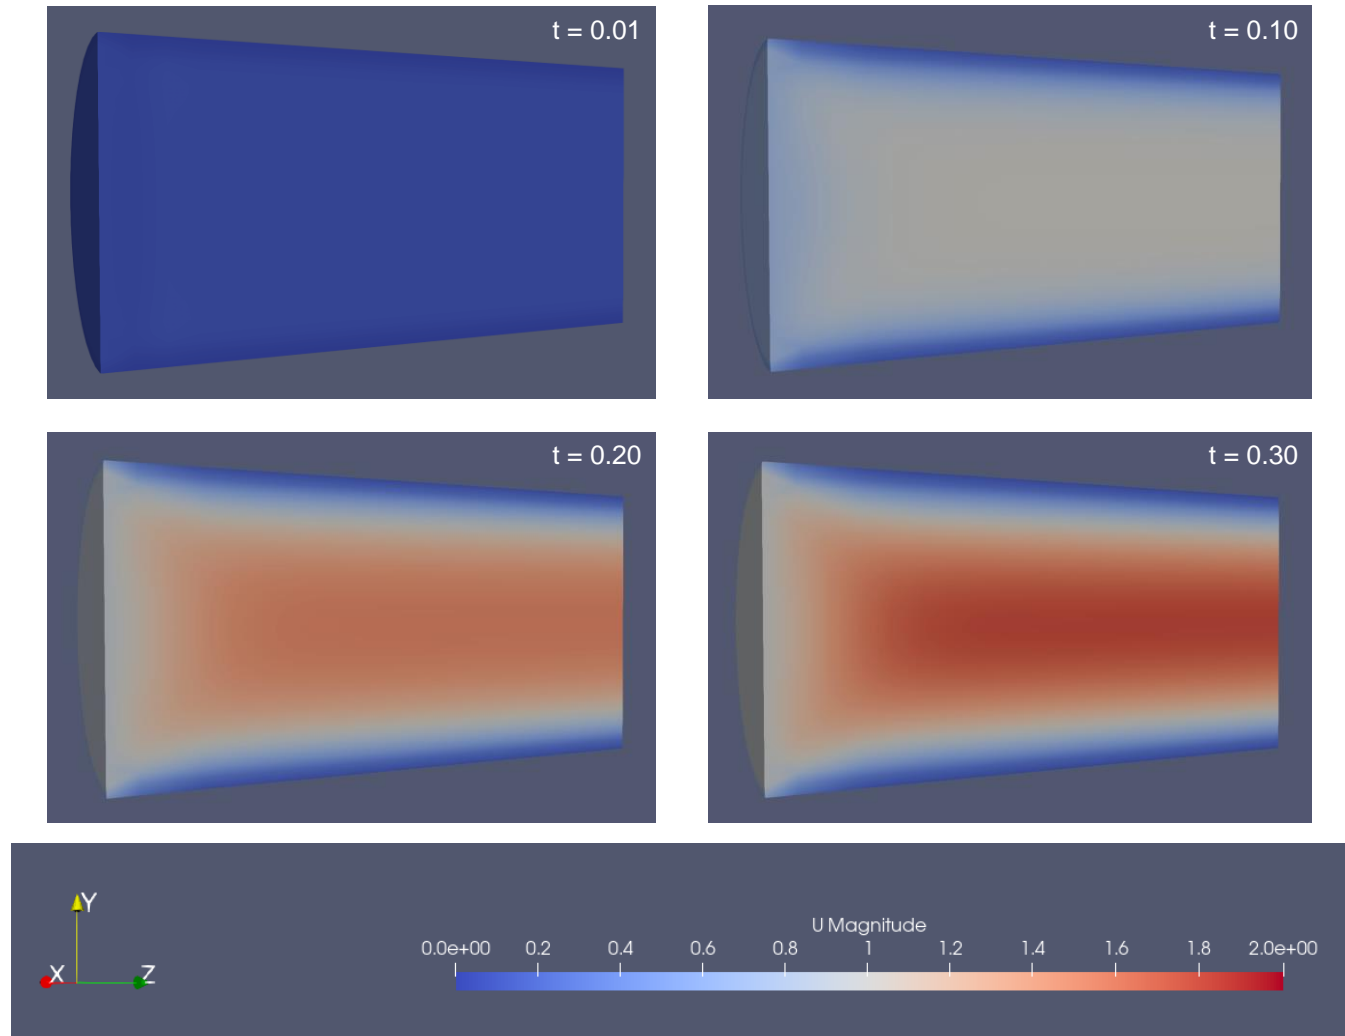 t = 0.01
t = 0.10
t = 0.20
t = 0.30
Y
X
Z
U Magnitude
0.0e+00 0.2 0.4 0.6 0.8 1 1.2 1.4 1.6 1.8 2.0e+00